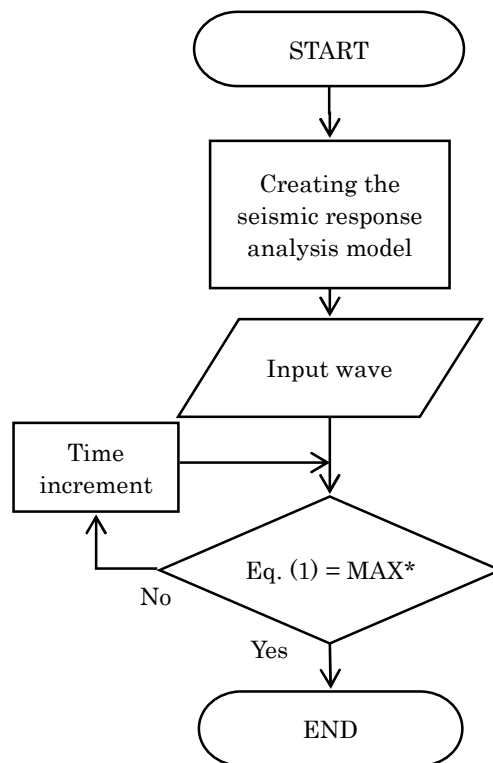 START
Creating the
seismic response
analysis model
Input wave
Time
increment
Eq. (1) = MAX*
No
Yes
END